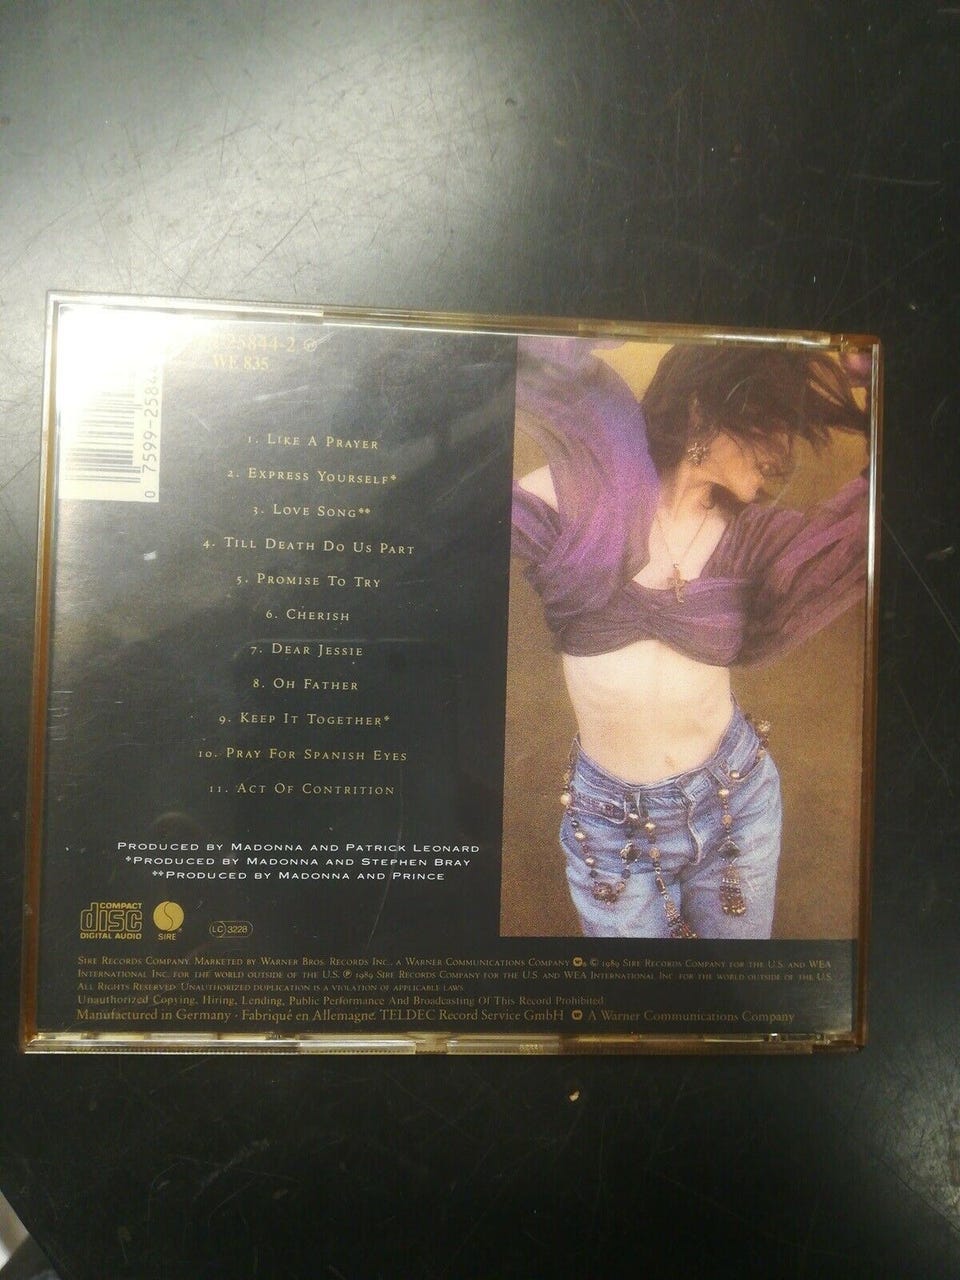 25844-2
WE 835
0 7599-2584
1. Like A Prayer
2. Express Yourself*
3. Love Song**
4. Till Death Do Us Part
5. Promise To Try
6. Cherish
7. Dear Jessie
8. Oh Father
9. Keep It Together*
10. Pray For Spanish Eyes
11. Act Of Contrition
Produced by Madonna and Patrick Leonard
*Produced by Madonna and Stephen Bray
**Produced by Madonna and Prince
COMPACT
disc
DIGITAL AUDIO
SIRE
LC 3228
Sire Records Company. Marketed by Warner Bros. Records Inc., a Warner Communications Company ® © 1989 Sire Records Company for the U.S. and WEA
International Inc. for the world outside of the U.S. ℗ 1989 Sire Records Company for the U.S. and WEA International Inc. for the world outside of the U.S.
All Rights Reserved. Unauthorized duplication is a violation of applicable laws.
Unauthorized Copying, Hiring, Lending, Public Performance And Broadcasting Of This Record Prohibited.
Manufactured in Germany · Fabriqué en Allemagne. TELDEC Record Service GmbH A Warner Communications Company